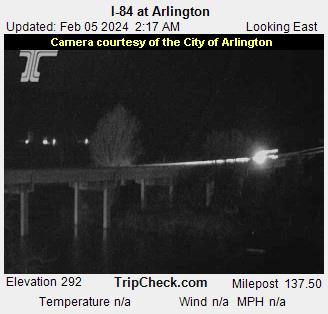 I-84 at Arlington
Updated: Feb 05 2024 2:17 AM Looking East
Camera courtesy of the City of Arlington
Elevation 292 TripCheck.com Milepost 137.50
Temperature n/a Wind n/a MPH n/a